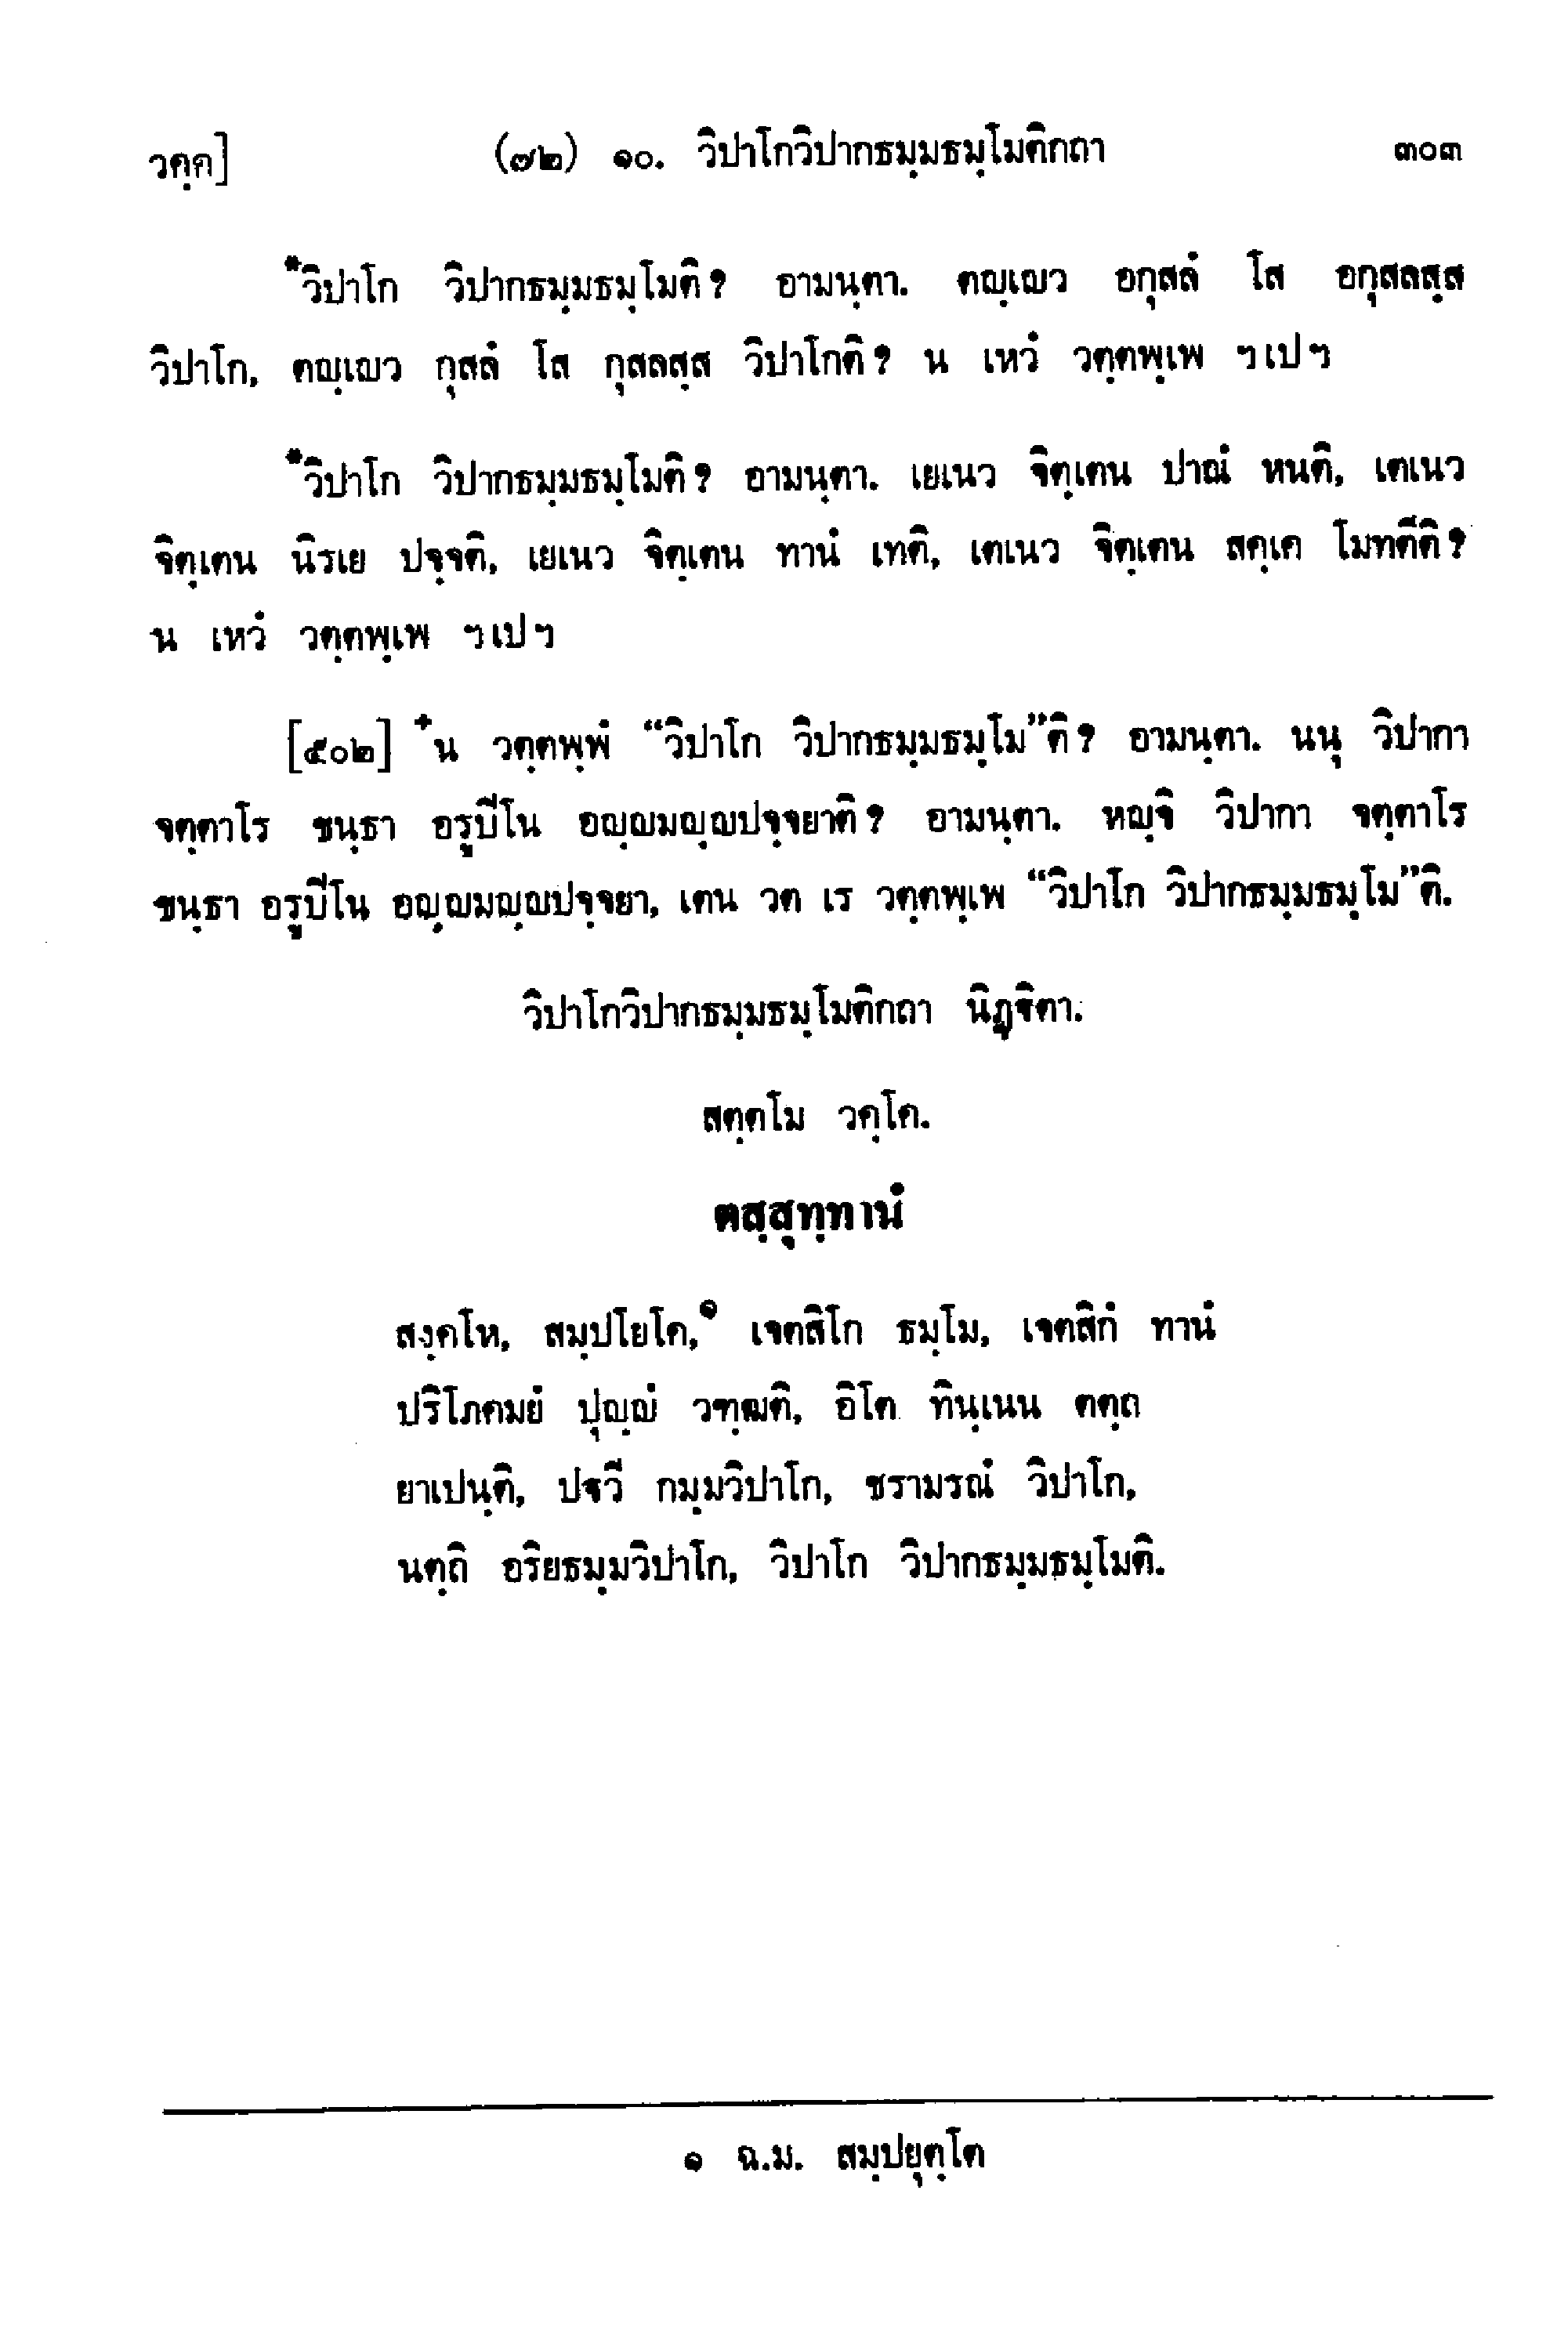 วคฺค] (๗๒) ๑๐. วิปาโกวิปากธมฺมธมฺโมติกถา ๓๐๓
*วิปาโก วิปากธมฺมธมฺโมติ? อามนฺตา. ตญฺเญว อกุสลํ โส อกุสลสฺส
วิปาโก, ตญฺเญว กุสลํ โส กุสลสฺส วิปาโกติ? น เหวํ วตฺตพฺเพ ฯเปฯ
*วิปาโก วิปากธมฺมธมฺโมติ? อามนฺตา. เยเนว จิตฺเตน ปาณํ หนติ, เตเนว
จิตฺเตน นิรเย ปจฺจติ, เยเนว จิตฺเตน ทานํ เทติ, เตเนว จิตฺเตน สคฺเค โมทตีติ?
น เหวํ วตฺตพฺเพ ฯเปฯ
[๕๐๒] ⁺น วตฺตพฺพํ “วิปาโก วิปากธมฺมธมฺโม”ติ? อามนฺตา. นนุ วิปากา
จตฺตาโร ขนฺธา อรูปิโน อญฺญมญฺญปจฺจยาติ? อามนฺตา. หญฺจิ วิปากา จตฺตาโร
ขนฺธา อรูปิโน อญฺญมญฺญปจฺจยา, เตน วต เร วตฺตพฺเพ “วิปาโก วิปากธมฺมธมฺโม”ติ.
วิปาโกวิปากธมฺมธมฺโมติกถา นิฏฺฐิตา.
สตฺตโม วคฺโค.
ตสฺสุทฺทานํ
สงฺคโห, สมฺปโยโค,๑ เจตสิโก ธมฺโม, เจตสิกํ ทานํ
ปริโภคมยํ ปุญฺญํ วฑฺฒติ, อิโต ทินฺเนน ตตฺถ
ยาเปนฺติ, ปฐวี กมฺมวิปาโก, ชรามรณํ วิปาโก,
นตฺถิ อริยธมฺมวิปาโก, วิปาโก วิปากธมฺมธมฺโมติ.
๑ ฉ.ม. สมฺปยุตฺโต